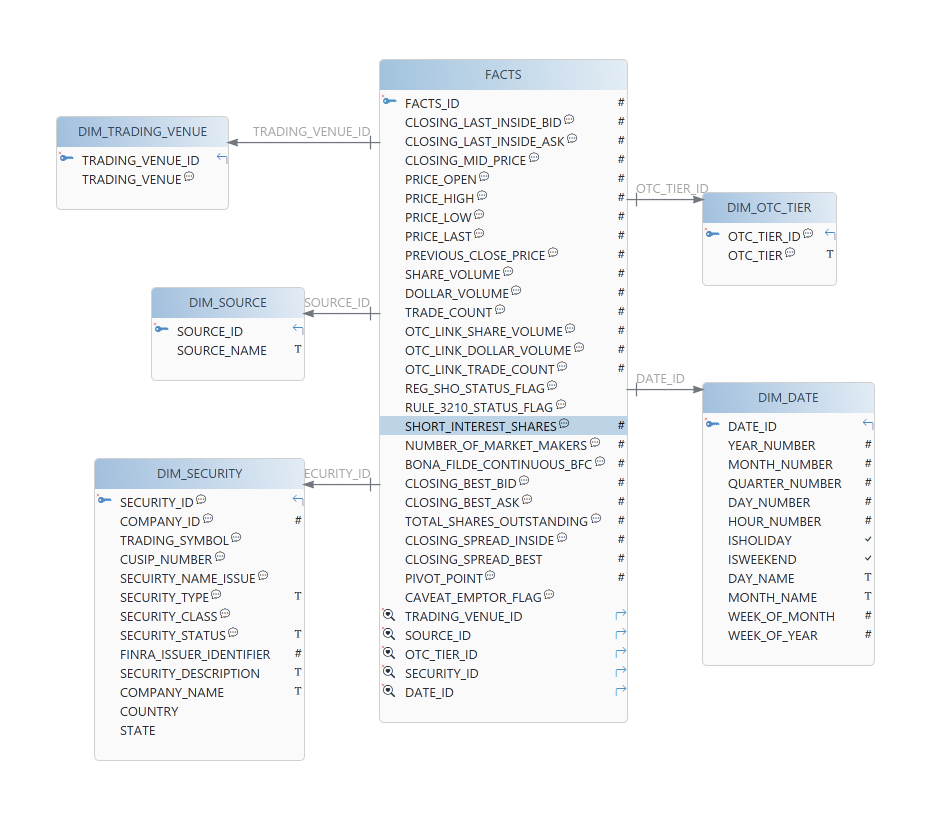 FACTS
FACTS_ID #
CLOSING_LAST_INSIDE_BID #
CLOSING_LAST_INSIDE_ASK #
CLOSING_MID_PRICE #
PRICE_OPEN #
PRICE_HIGH #
PRICE_LOW #
PRICE_LAST #
PREVIOUS_CLOSE_PRICE #
SHARE_VOLUME #
DOLLAR_VOLUME #
TRADE_COUNT #
OTC_LINK_SHARE_VOLUME #
OTC_LINK_DOLLAR_VOLUME #
OTC_LINK_TRADE_COUNT #
REG_SHO_STATUS_FLAG
RULE_3210_STATUS_FLAG
SHORT_INTEREST_SHARES #
NUMBER_OF_MARKET_MAKERS #
BONA_FILDE_CONTINUOUS_BFC #
CLOSING_BEST_BID #
CLOSING_BEST_ASK #
TOTAL_SHARES_OUTSTANDING #
CLOSING_SPREAD_INSIDE #
CLOSING_SPREAD_BEST #
PIVOT_POINT #
CAVEAT_EMPTOR_FLAG
TRADING_VENUE_ID
SOURCE_ID
OTC_TIER_ID
SECURITY_ID
DATE_ID
TRADING_VENUE_ID
DIM_TRADING_VENUE
TRADING_VENUE_ID
TRADING_VENUE
SOURCE_ID
DIM_SOURCE
SOURCE_ID
SOURCE_NAME T
ECURITY_ID
DIM_SECURITY
SECURITY_ID
COMPANY_ID #
TRADING_SYMBOL
CUSIP_NUMBER
SECUIRTY_NAME_ISSUE
SECURITY_TYPE T
SECURITY_CLASS
SECURITY_STATUS T
FINRA_ISSUER_IDENTIFIER #
SECURITY_DESCRIPTION T
COMPANY_NAME T
COUNTRY
STATE
OTC_TIER_ID
DIM_OTC_TIER
OTC_TIER_ID
OTC_TIER T
DATE_ID
DIM_DATE
DATE_ID
YEAR_NUMBER #
MONTH_NUMBER #
QUARTER_NUMBER #
DAY_NUMBER #
HOUR_NUMBER #
ISHOLIDAY
ISWEEKEND
DAY_NAME T
MONTH_NAME T
WEEK_OF_MONTH #
WEEK_OF_YEAR #